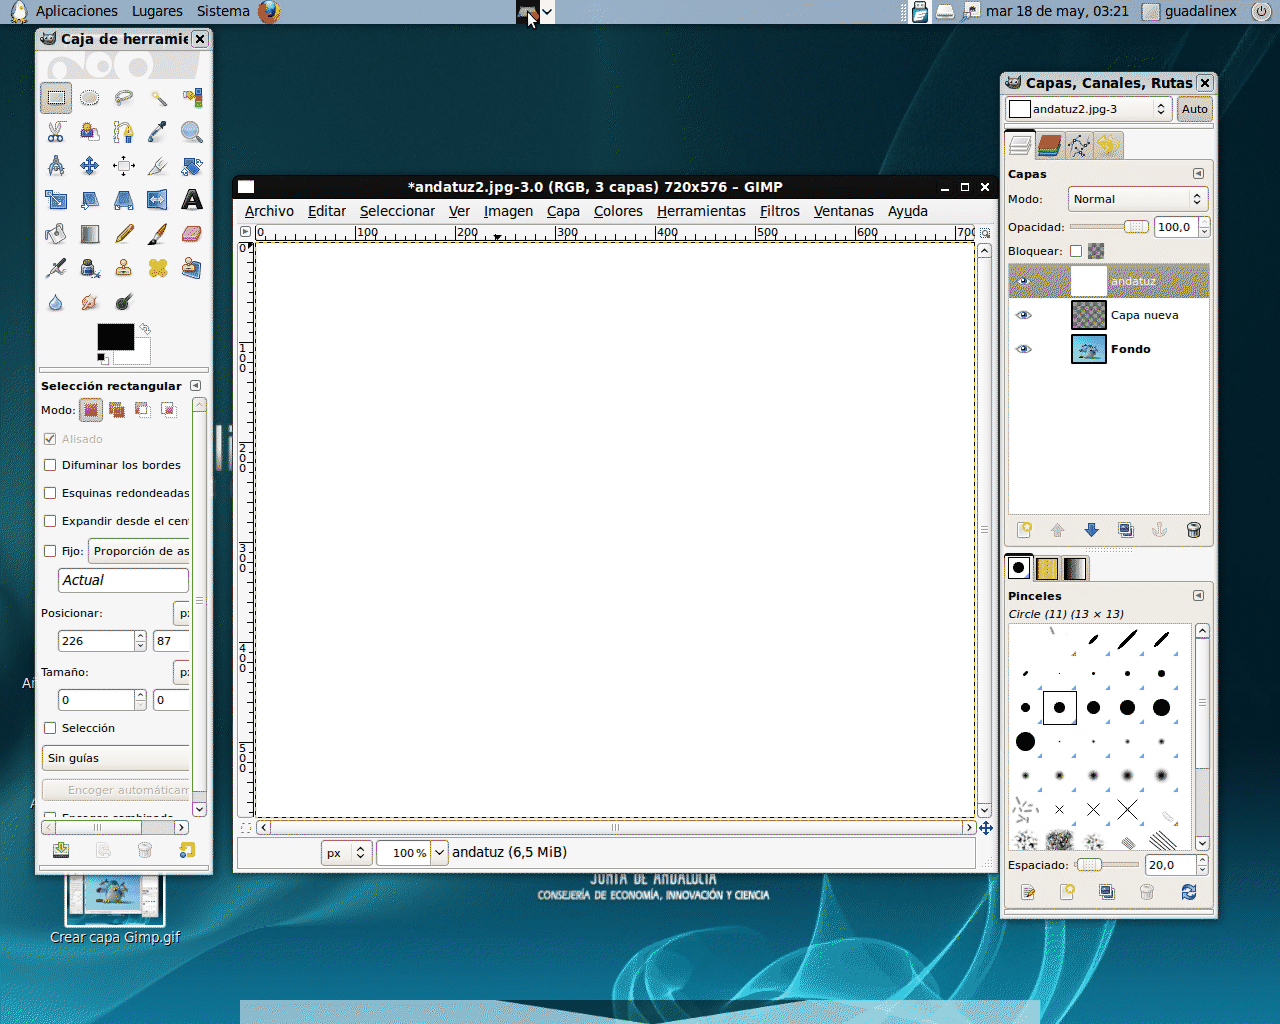 Aplicaciones Lugares Sistema
mar 18 de may, 03:21 guadalinex
Caja de herramie
Selección rectangular
Modo:
Alisado
Difuminar los bordes
Esquinas redondeadas
Expandir desde el cen
Fijo: Proporción de as
Actual
Posicionar: px
226 87
Tamaño: px
0 0
Selección
Sin guías
Encoger automáticam
*andatuz2.jpg-3.0 (RGB, 3 capas) 720x576 – GIMP
Archivo Editar Seleccionar Ver Imagen Capa Colores Herramientas Filtros Ventanas Ayuda
0 100 200 300 400 500 600 700
0
100
200
300
400
500
px 100 % andatuz (6,5 MiB)
Capas, Canales, Rutas
andatuz2.jpg-3 Auto
Capas
Modo: Normal
Opacidad: 100,0
Bloquear:
andatuz
Capa nueva
Fondo
Pinceles
Circle (11) (13 × 13)
Espaciado: 20,0
JUNTA DE ANDALUCIA
CONSEJERÍA DE ECONOMÍA, INNOVACIÓN Y CIENCIA
Crear capa Gimp.gif